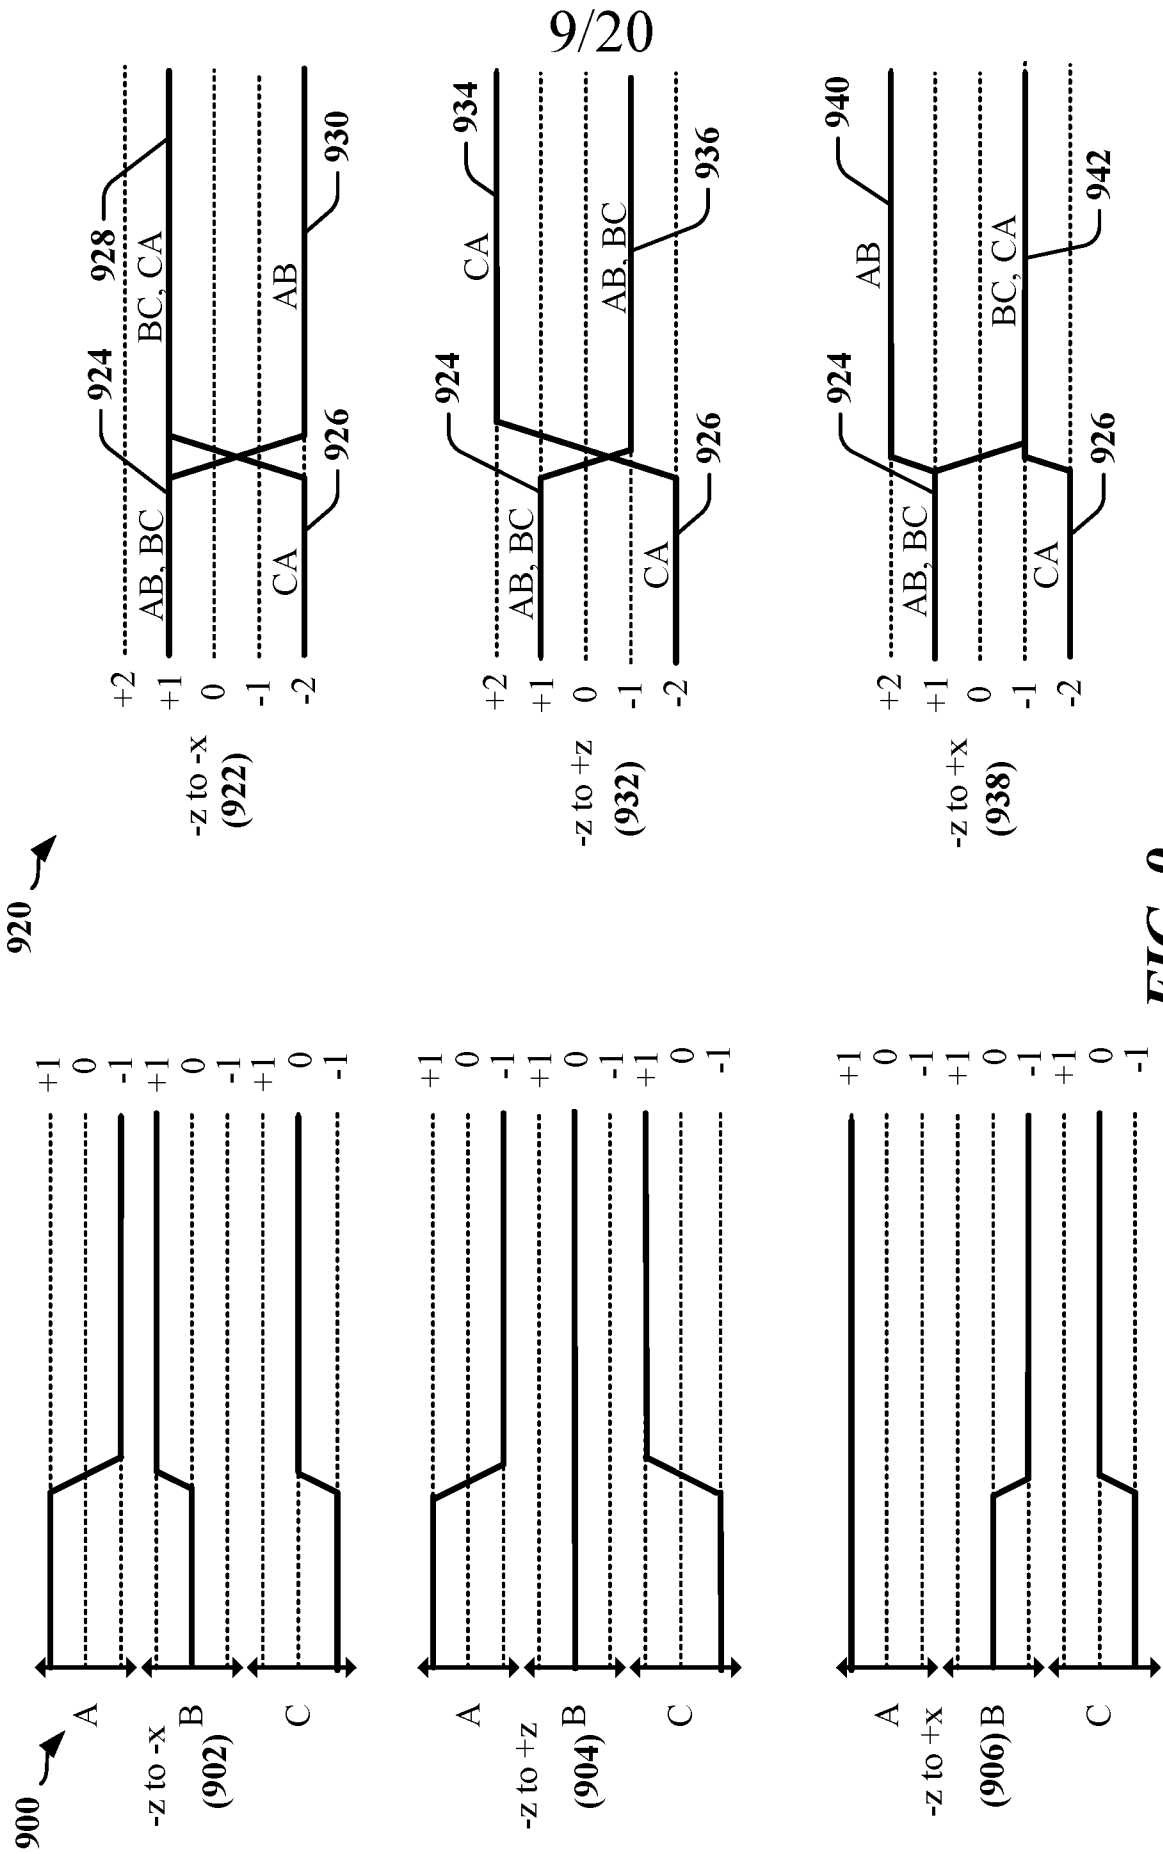 9/20
900
-z to -x
(902)
A
+1
0
-1
B
+1
0
-1
C
+1
0
-1
-z to +z
(904)
A
+1
0
-1
B
+1
0
-1
C
+1
0
-1
-z to +x
(906)
A
+1
0
-1
B
+1
0
-1
C
+1
0
-1
920
-z to -x
(922)
+2
+1
0
-1
-2
AB, BC
924
BC, CA
928
CA
926
AB
930
-z to +z
(932)
+2
+1
0
-1
-2
AB, BC
924
CA
934
CA
926
AB, BC
936
-z to +x
(938)
+2
+1
0
-1
-2
AB, BC
924
AB
940
CA
926
BC, CA
942
FIG. 9